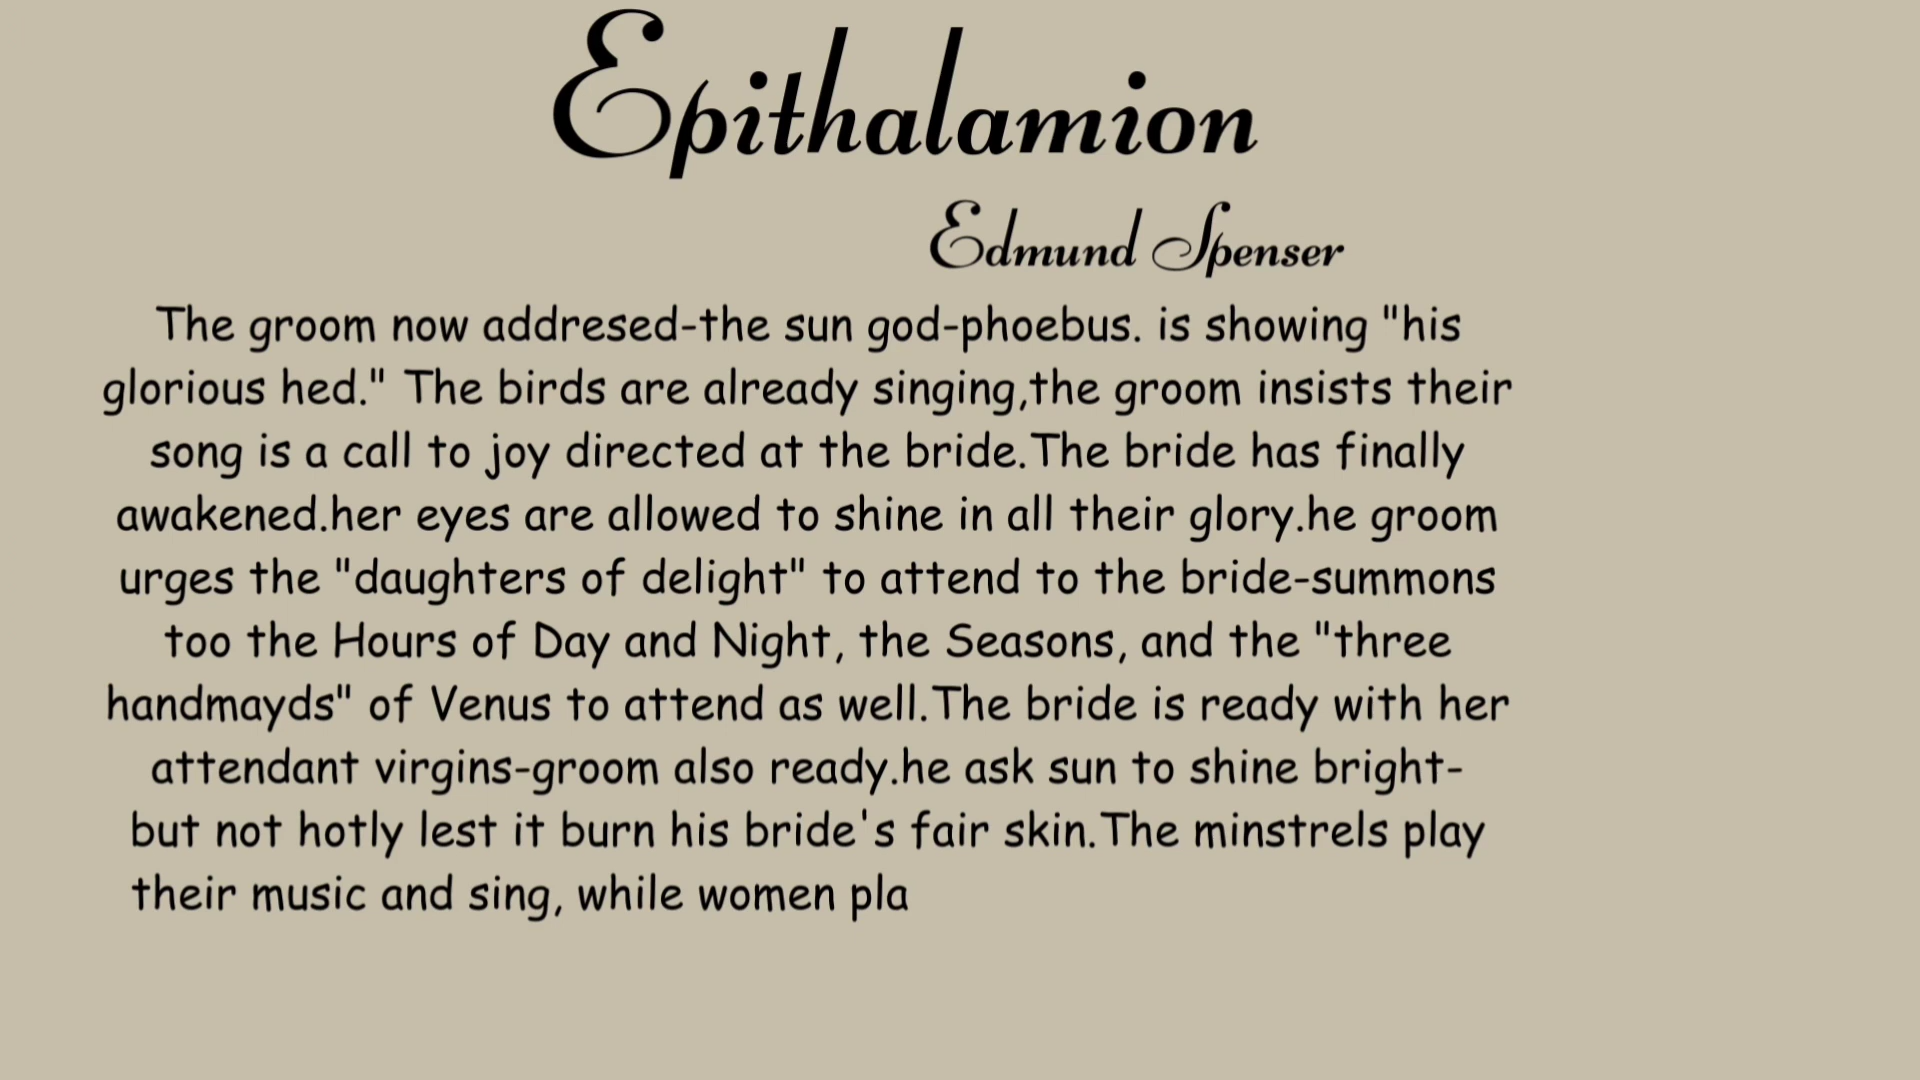 Epithalamion
Edmund Spenser
The groom now addresed-the sun god-phoebus. is showing "his
glorious hed." The birds are already singing,the groom insists their
song is a call to joy directed at the bride.The bride has finally
awakened.her eyes are allowed to shine in all their glory.he groom
urges the "daughters of delight" to attend to the bride-summons
too the Hours of Day and Night, the Seasons, and the "three
handmayds" of Venus to attend as well.The bride is ready with her
attendant virgins-groom also ready.he ask sun to shine bright-
but not hotly lest it burn his bride's fair skin.The minstrels play
their music and sing, while women pla